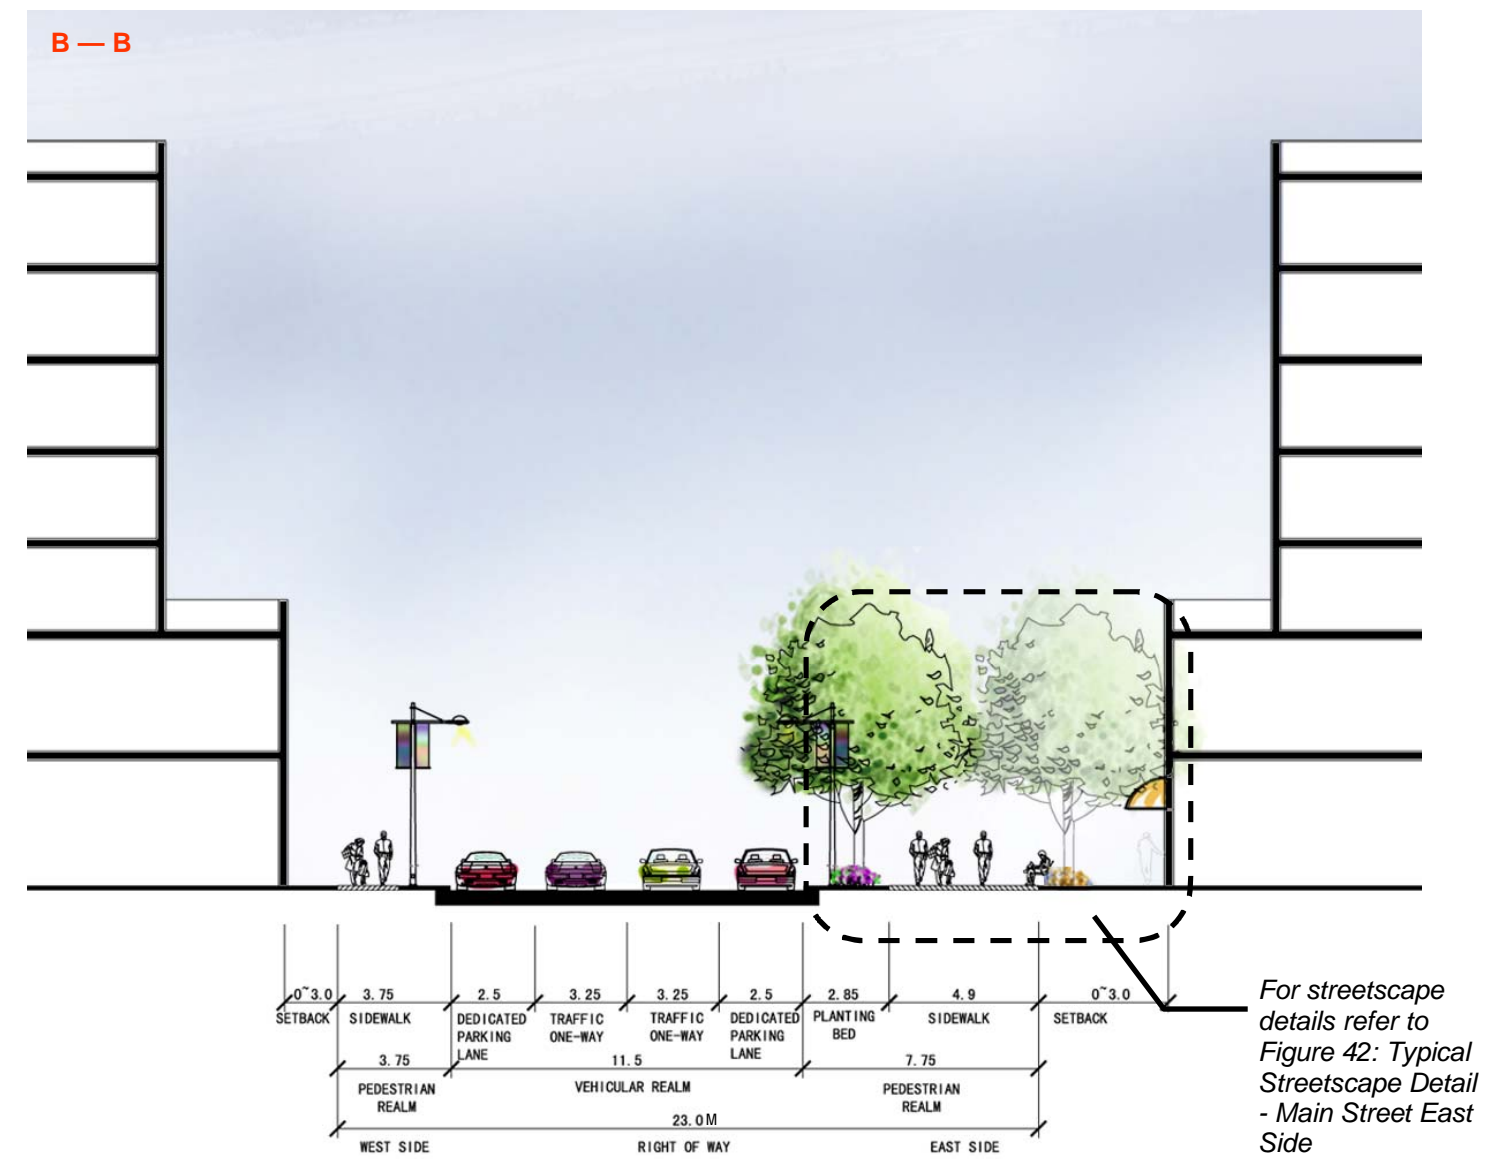 B — B
0~3.0 3.75 2.5 3.25 3.25 2.5 2.85 4.9 0~3.0
SETBACK SIDEWALK DEDICATED PARKING LANE TRAFFIC ONE-WAY TRAFFIC ONE-WAY DEDICATED PARKING LANE PLANTING BED SIDEWALK SETBACK
3.75 11.5 7.75
PEDESTRIAN REALM VEHICULAR REALM PEDESTRIAN REALM
23.0M
WEST SIDE RIGHT OF WAY EAST SIDE
For streetscape
details refer to
Figure 42: Typical
Streetscape Detail
- Main Street East
Side